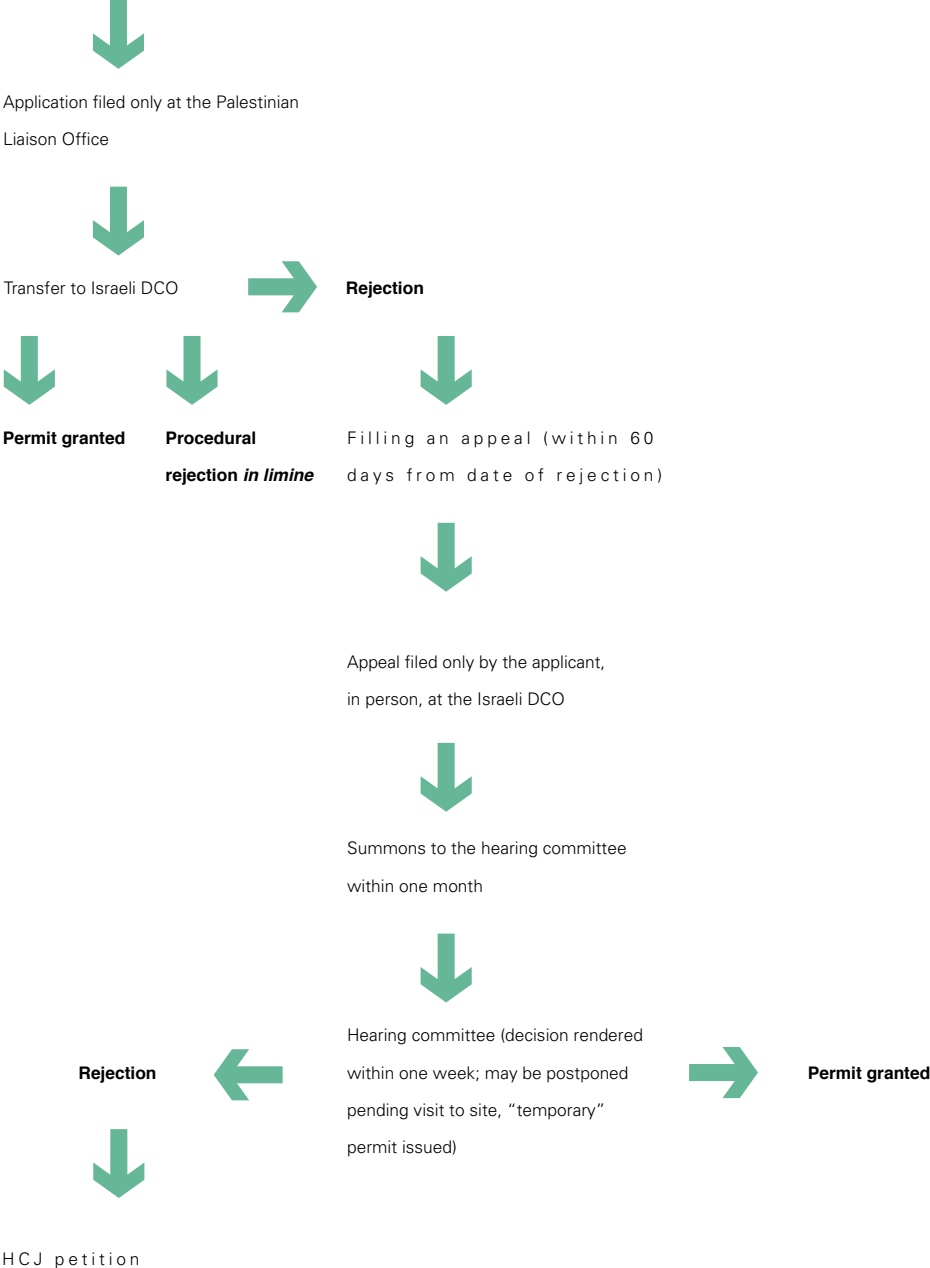 Application filed only at the Palestinian
Liaison Office
Transfer to Israeli DCO
Rejection
Permit granted
Procedural
rejection in limine
Filling an appeal (within 60
days from date of rejection)
Appeal filed only by the applicant,
in person, at the Israeli DCO
Summons to the hearing committee
within one month
Rejection
Hearing committee (decision rendered
within one week; may be postponed
pending visit to site, “temporary”
permit issued)
Permit granted
HCJ petition